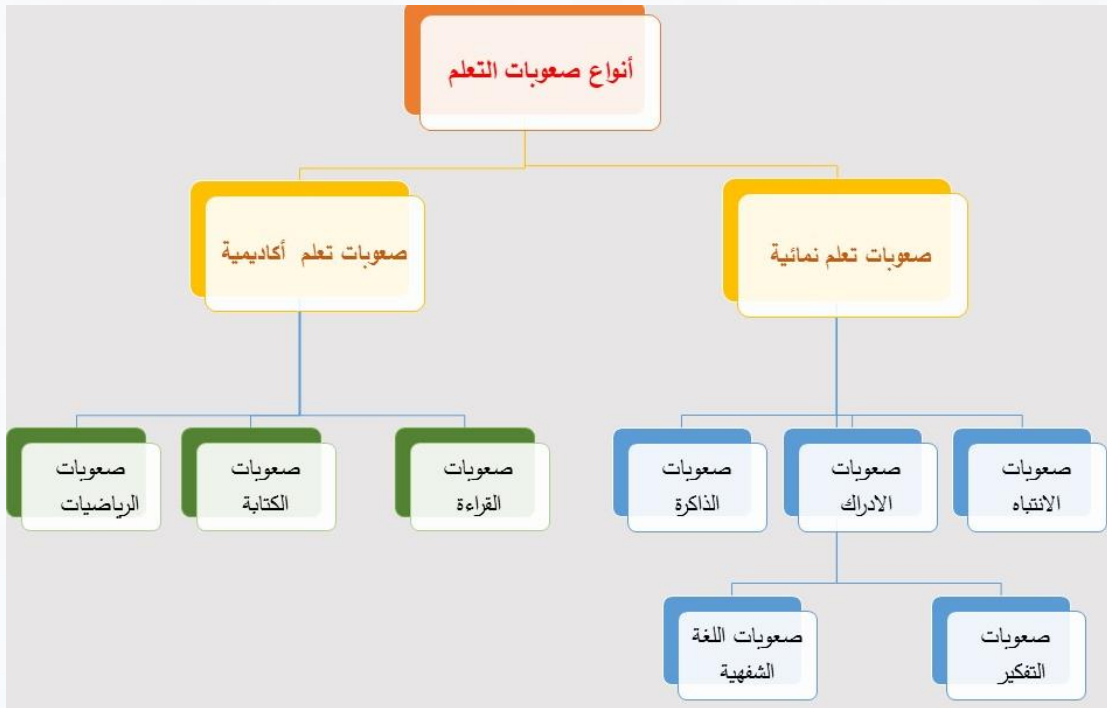 أنواع صعوبات التعلم
صعوبات تعلم نمائية
صعوبات تعلم أكاديمية
صعوبات
الانتباه
صعوبات
الادراك
صعوبات
الذاكرة
صعوبات
القراءة
صعوبات
الكتابة
صعوبات
الرياضيات
صعوبات
التفكير
صعوبات اللغة
الشفهية